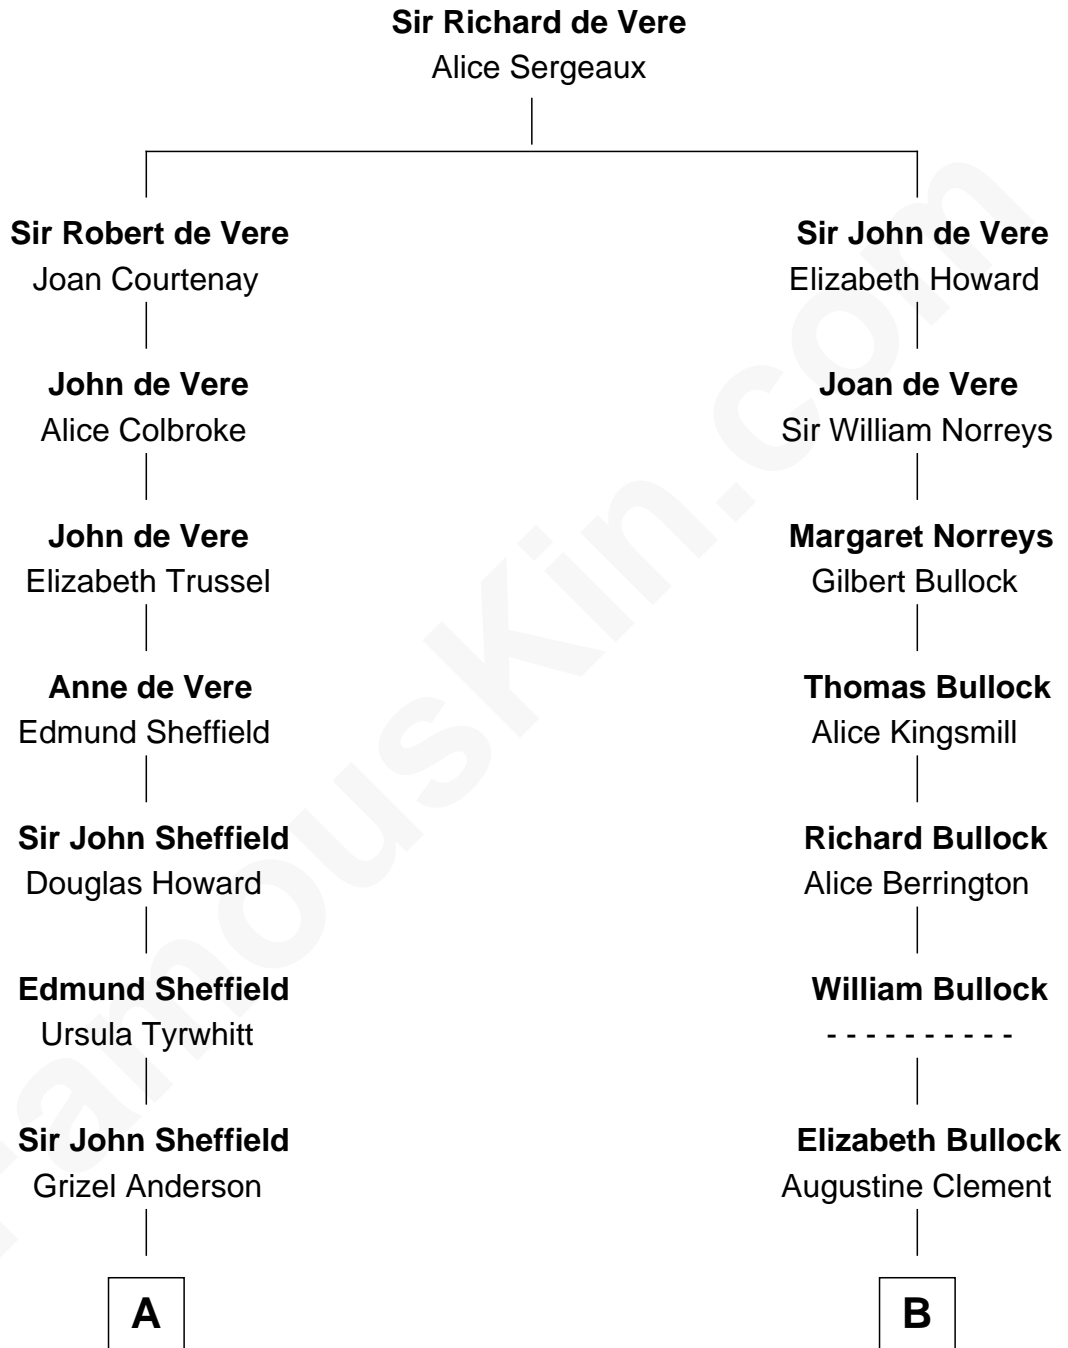 Sir Richard de Vere
Alice Sergeaux
Sir Robert de Vere
Joan Courtenay
John de Vere
Alice Colbroke
John de Vere
Elizabeth Trussel
Anne de Vere
Edmund Sheffield
Sir John Sheffield
Douglas Howard
Edmund Sheffield
Ursula Tyrwhitt
Sir John Sheffield
Grizel Anderson
A
Sir John de Vere
Elizabeth Howard
Joan de Vere
Sir William Norreys
Margaret Norreys
Gilbert Bullock
Thomas Bullock
Alice Kingsmill
Richard Bullock
Alice Berrington
William Bullock
- - - - - - - - - -
Elizabeth Bullock
Augustine Clement
B
FamousKin.com